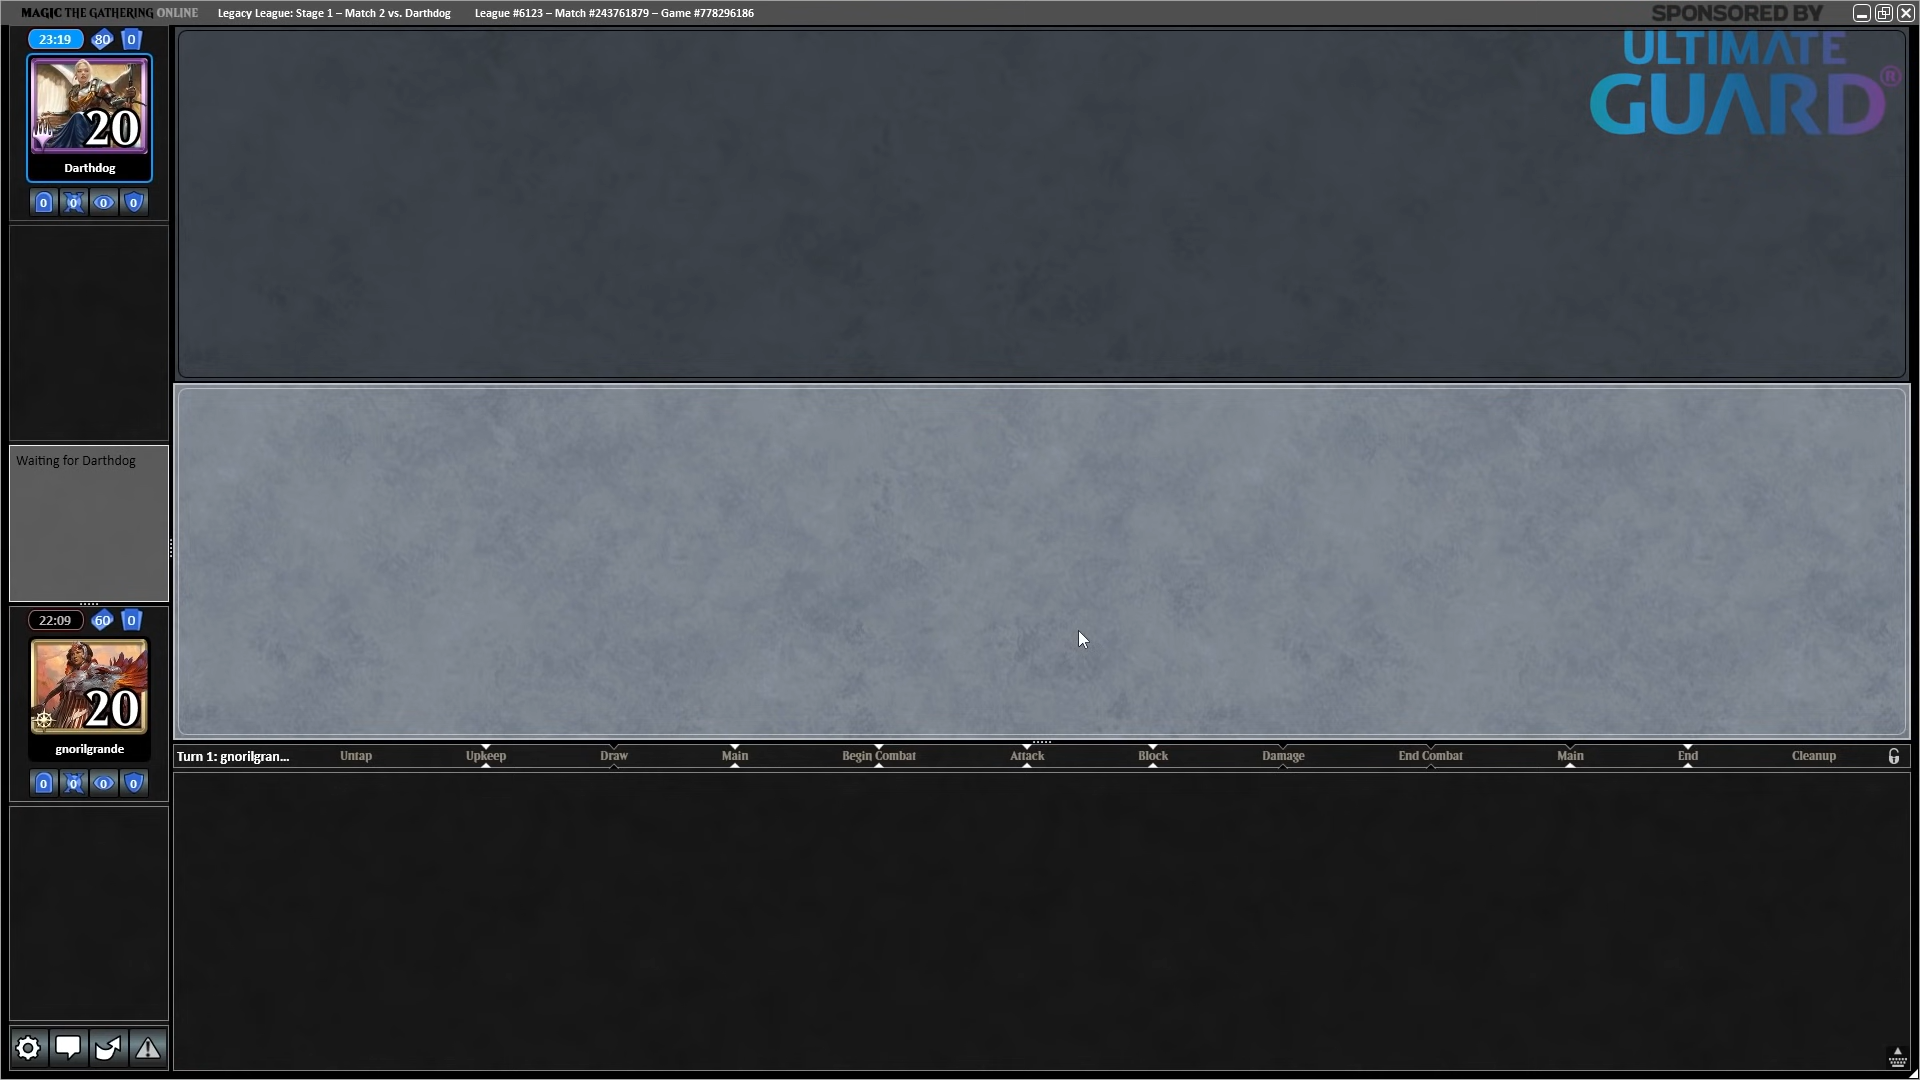 MAGIC THE GATHERING ONLINE Legacy League: Stage 1 – Match 2 vs. Darthdog League #6123 – Match #243761879 – Game #778296186
SPONSORED BY
ULTIMATE
GUARD®
23:19 80 0
20
Darthdog
0 0 0 0
Waiting for Darthdog
22:09 60 0
20
gnorilgrande
0 0 0 0
Turn 1: gnorilgran... Untap Upkeep Draw Main Begin Combat Attack Block Damage End Combat Main End Cleanup